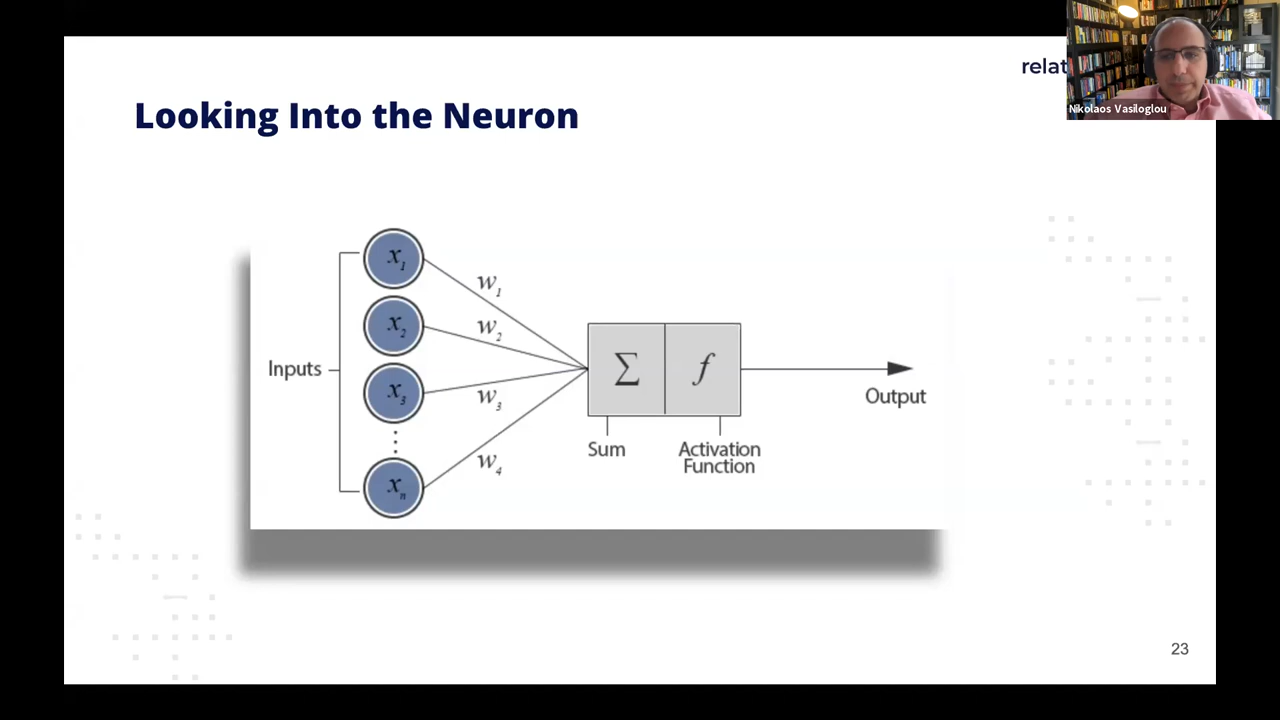 relat
Nikolaos Vasiloglou
Looking Into the Neuron
Inputs
x1
x2
x3
xn
w1
w2
w3
w4
Σ
f
Sum
Activation
Function
Output
23